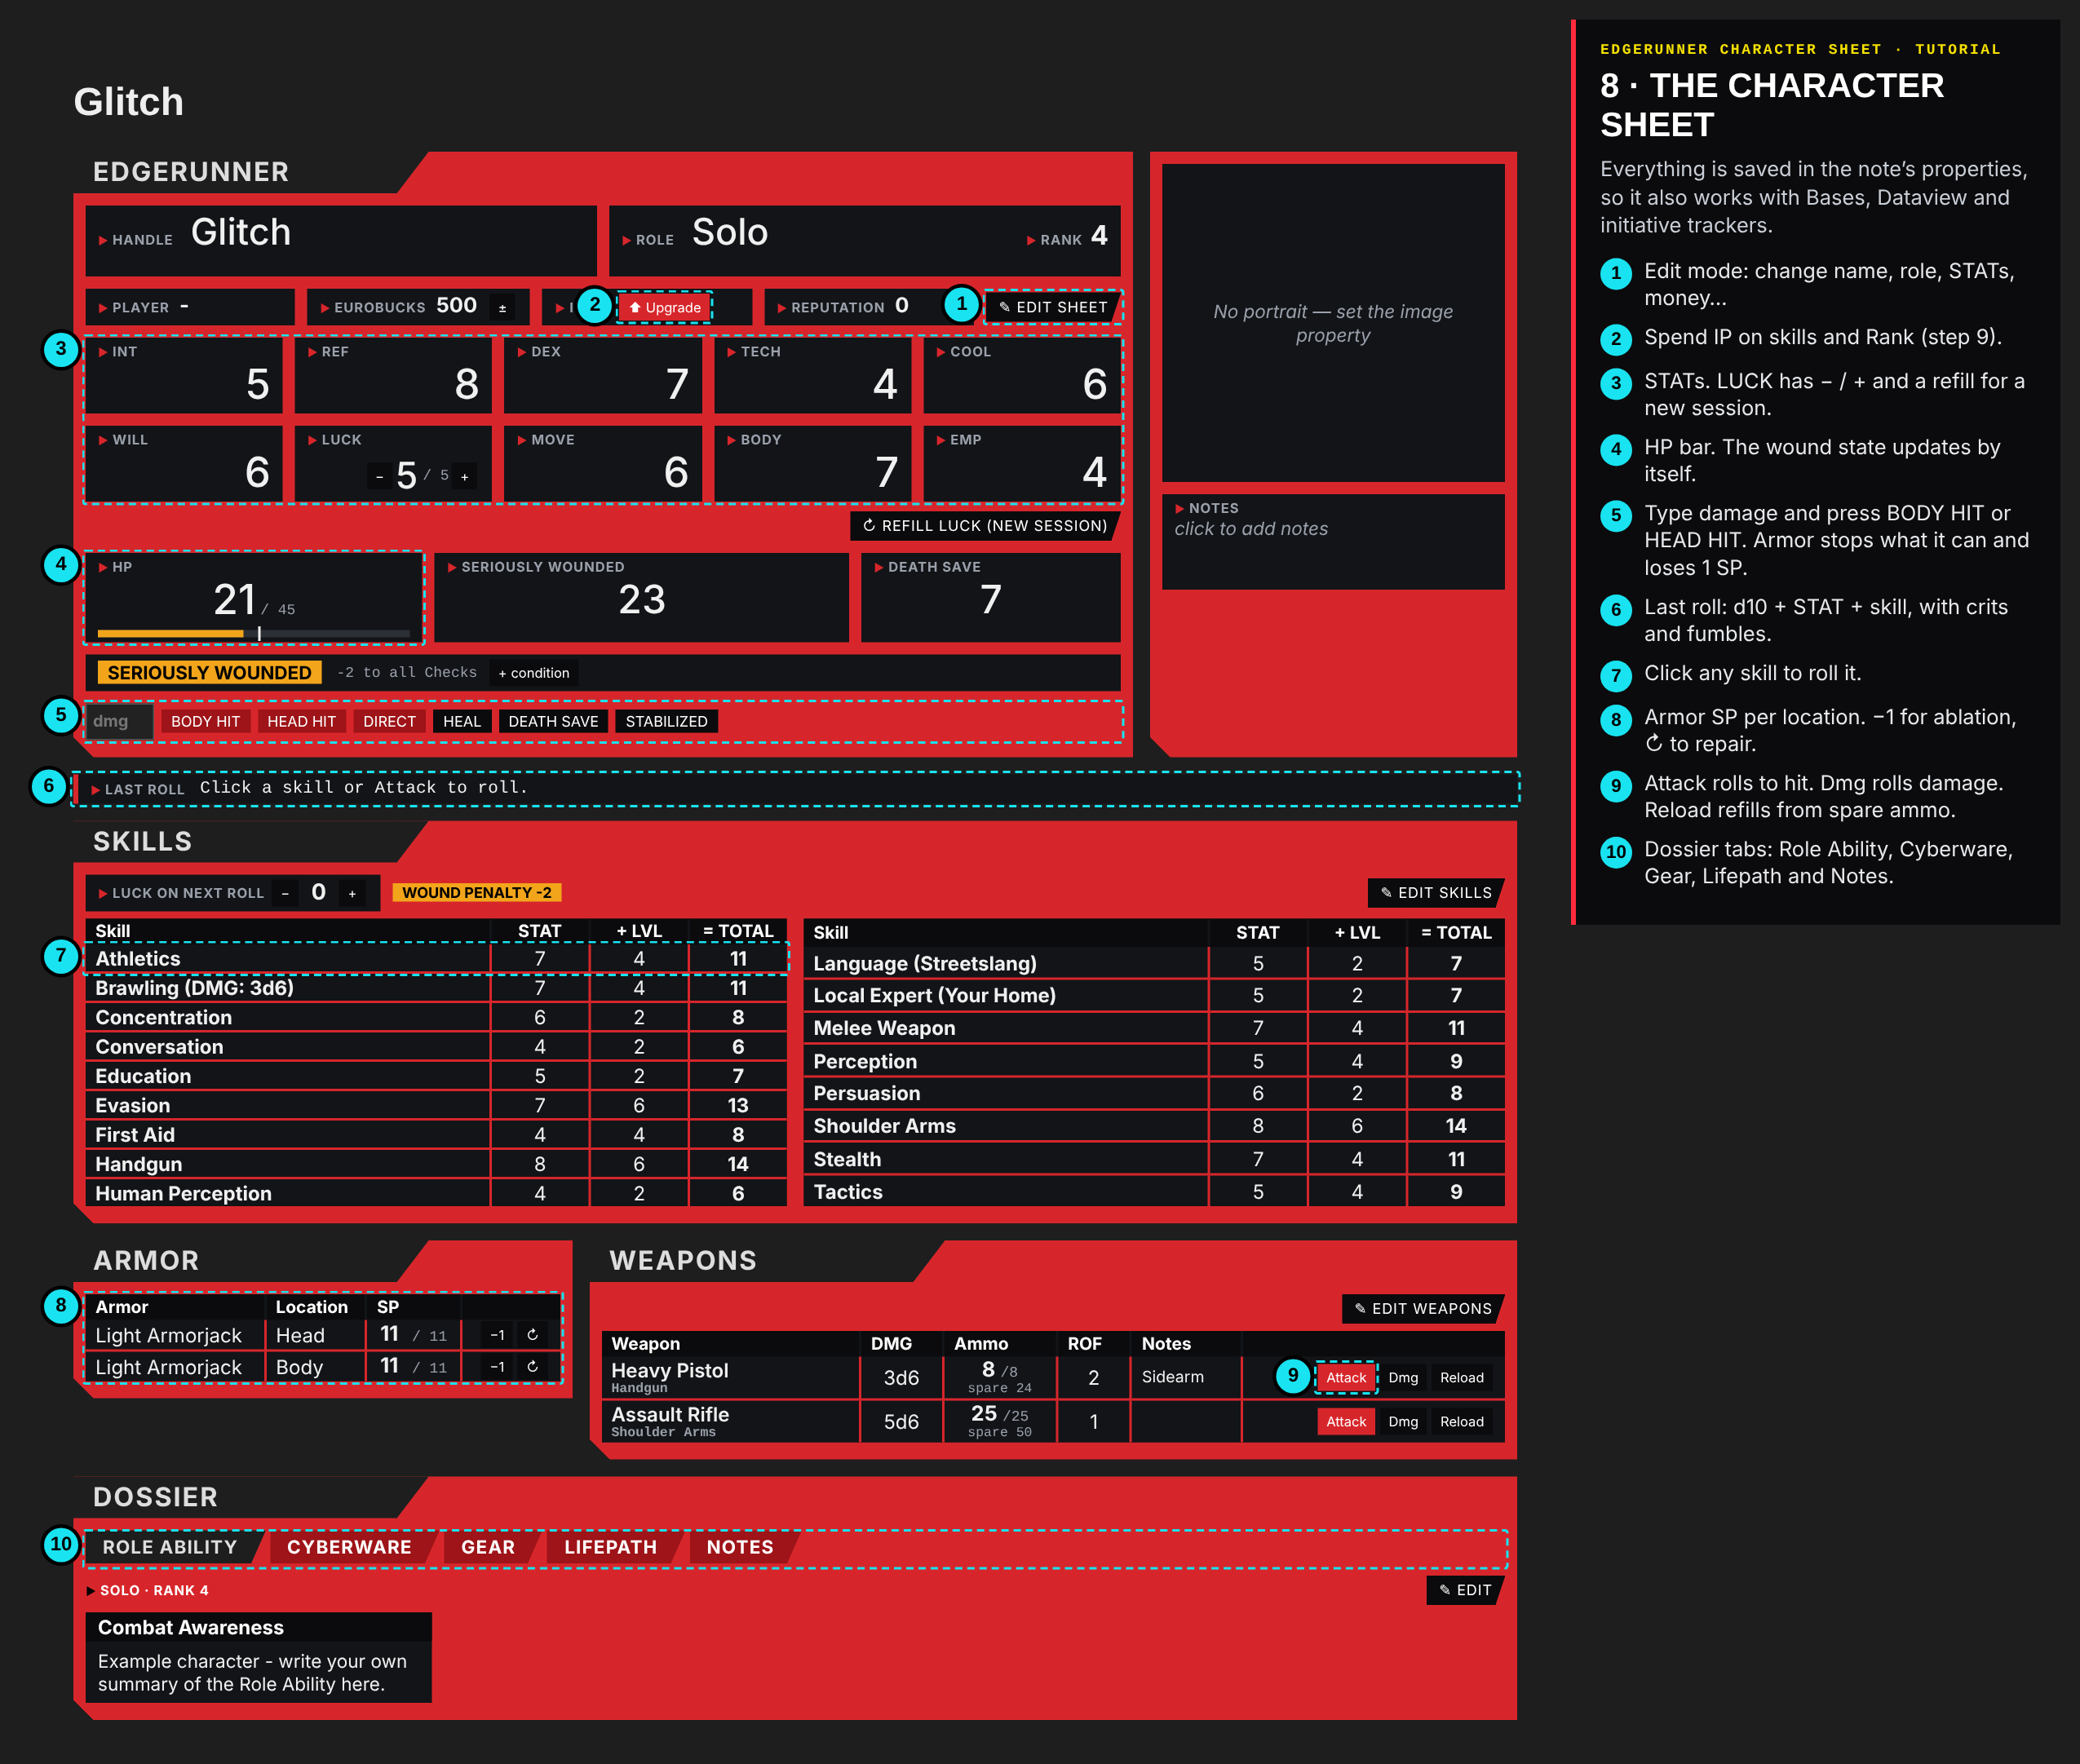 Glitch
EDGERUNNER
HANDLE Glitch
ROLE Solo RANK 4
PLAYER -
EUROBUCKS 500 ±
I 2 ⬆ Upgrade
REPUTATION 0
1 ✎ EDIT SHEET
3
INT 5
REF 8
DEX 7
TECH 4
COOL 6
WILL 6
LUCK − 5 / 5 +
MOVE 6
BODY 7
EMP 4
↻ REFILL LUCK (NEW SESSION)
4
HP 21 / 45
SERIOUSLY WOUNDED 23
DEATH SAVE 7
SERIOUSLY WOUNDED -2 to all Checks + condition
5 dmg BODY HIT HEAD HIT DIRECT HEAL DEATH SAVE STABILIZED
No portrait — set the image
property
NOTES
click to add notes
6 LAST ROLL Click a skill or Attack to roll.
SKILLS
LUCK ON NEXT ROLL − 0 + WOUND PENALTY -2 ✎ EDIT SKILLS
Skill STAT + LVL = TOTAL
7 Athletics 7 4 11
Brawling (DMG: 3d6) 7 4 11
Concentration 6 2 8
Conversation 4 2 6
Education 5 2 7
Evasion 7 6 13
First Aid 4 4 8
Handgun 8 6 14
Human Perception 4 2 6
Skill STAT + LVL = TOTAL
Language (Streetslang) 5 2 7
Local Expert (Your Home) 5 2 7
Melee Weapon 7 4 11
Perception 5 4 9
Persuasion 6 2 8
Shoulder Arms 8 6 14
Stealth 7 4 11
Tactics 5 4 9
ARMOR
8 Armor Location SP
Light Armorjack Head 11 / 11 −1 ↻
Light Armorjack Body 11 / 11 −1 ↻
WEAPONS
✎ EDIT WEAPONS
Weapon DMG Ammo ROF Notes
Heavy Pistol 3d6 8 /8 2 Sidearm 9 Attack Dmg Reload
Handgun spare 24
Assault Rifle 5d6 25 /25 1 Attack Dmg Reload
Shoulder Arms spare 50
DOSSIER
10 ROLE ABILITY CYBERWARE GEAR LIFEPATH NOTES
SOLO · RANK 4 ✎ EDIT
Combat Awareness
Example character - write your own
summary of the Role Ability here.
EDGERUNNER CHARACTER SHEET · TUTORIAL
8 · THE CHARACTER
SHEET
Everything is saved in the note’s properties,
so it also works with Bases, Dataview and
initiative trackers.
1 Edit mode: change name, role, STATs,
money…
2 Spend IP on skills and Rank (step 9).
3 STATs. LUCK has − / + and a refill for a
new session.
4 HP bar. The wound state updates by
itself.
5 Type damage and press BODY HIT or
HEAD HIT. Armor stops what it can and
loses 1 SP.
6 Last roll: d10 + STAT + skill, with crits
and fumbles.
7 Click any skill to roll it.
8 Armor SP per location. −1 for ablation,
↻ to repair.
9 Attack rolls to hit. Dmg rolls damage.
Reload refills from spare ammo.
10 Dossier tabs: Role Ability, Cyberware,
Gear, Lifepath and Notes.